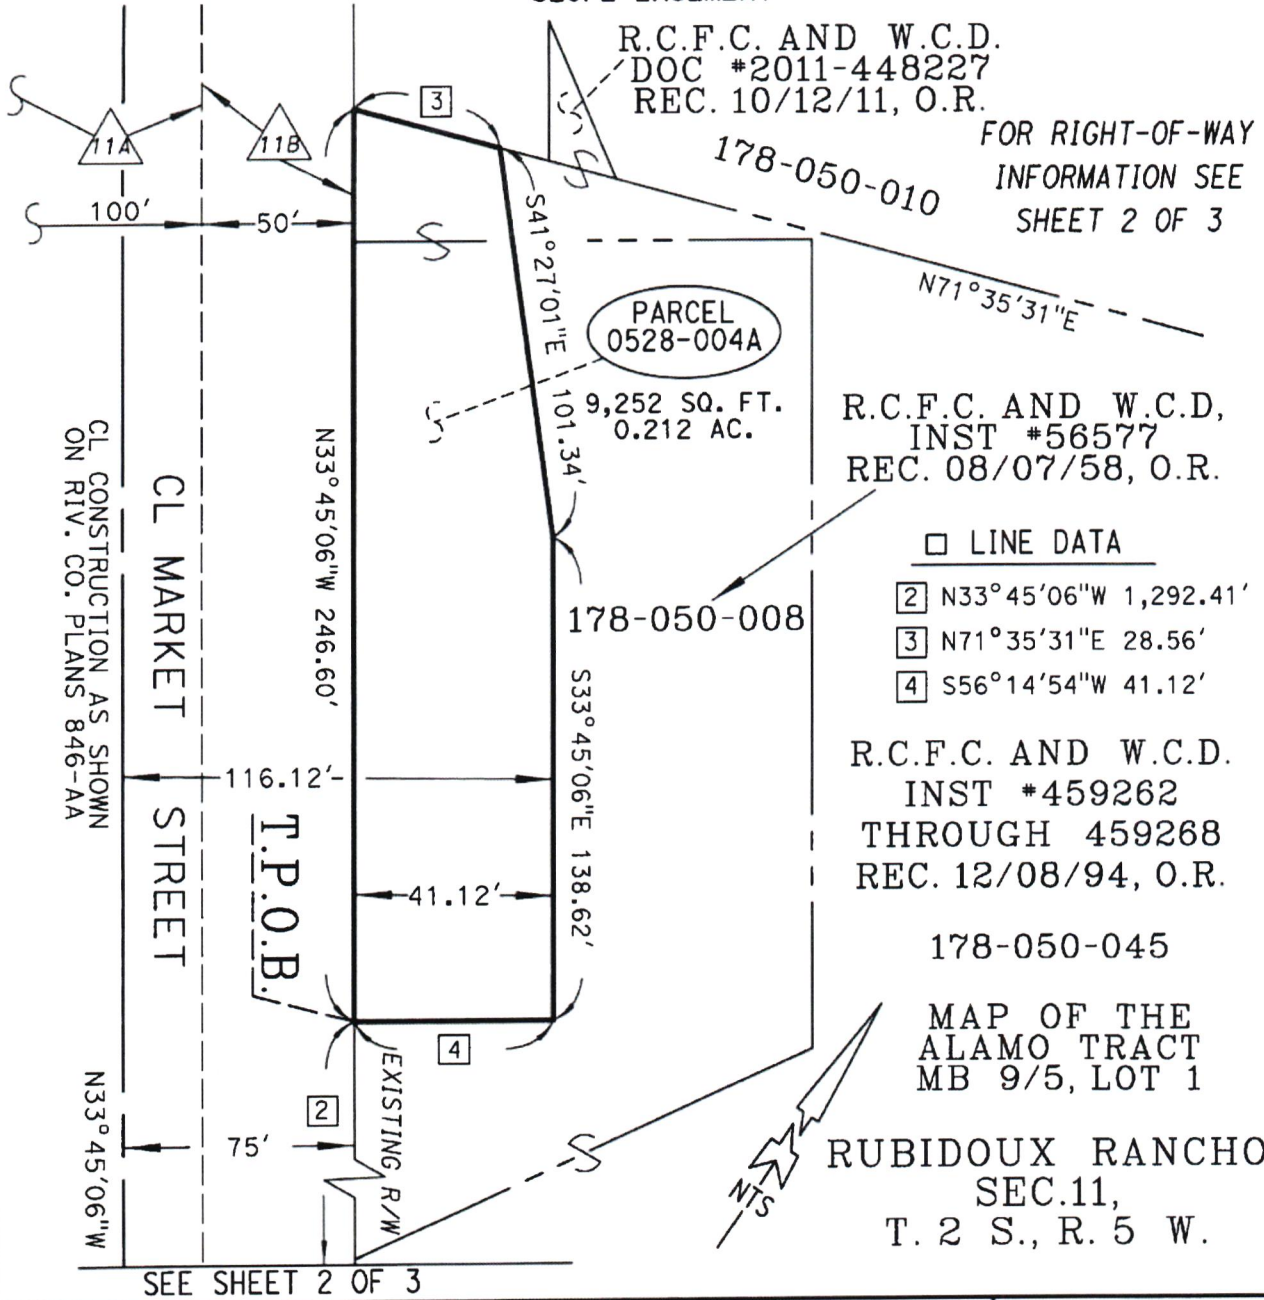 R.C.F.C. AND W.C.D.
DOC #2011-448227
REC. 10/12/11, O.R.
178-050-010
FOR RIGHT-OF-WAY
INFORMATION SEE
SHEET 2 OF 3
3
11A
11B
100'
50'
S41°27'01"E 101.34'
N71°35'31"E
PARCEL
0528-004A
9,252 SQ. FT.
0.212 AC.
R.C.F.C. AND W.C.D,
INST #56577
REC. 08/07/58, O.R.
CL CONSTRUCTION AS SHOWN
ON RIV. CO. PLANS 846-AA
CL MARKET STREET
N33°45'06"W 246.60'
178-050-008
□ LINE DATA
2 N33°45'06"W 1,292.41'
3 N71°35'31"E 28.56'
4 S56°14'54"W 41.12'
S33°45'06"E 138.62'
116.12'
T.P.O.B.
41.12'
R.C.F.C. AND W.C.D.
INST #459262
THROUGH 459268
REC. 12/08/94, O.R.
178-050-045
MAP OF THE
ALAMO TRACT
MB 9/5, LOT 1
4
2
EXISTING R/W
N33°45'06"W
75'
NTS
RUBIDOUX RANCHO
SEC.11,
T. 2 S., R. 5 W.
SEE SHEET 2 OF 3